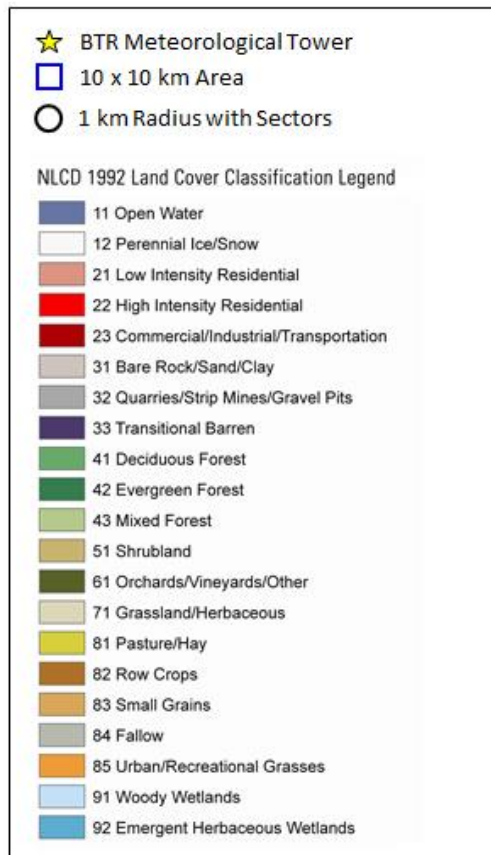 BTR Meteorological Tower
10 x 10 km Area
1 km Radius with Sectors
NLCD 1992 Land Cover Classification Legend
11 Open Water
12 Perennial Ice/Snow
21 Low Intensity Residential
22 High Intensity Residential
23 Commercial/Industrial/Transportation
31 Bare Rock/Sand/Clay
32 Quarries/Strip Mines/Gravel Pits
33 Transitional Barren
41 Deciduous Forest
42 Evergreen Forest
43 Mixed Forest
51 Shrubland
61 Orchards/Vineyards/Other
71 Grassland/Herbaceous
81 Pasture/Hay
82 Row Crops
83 Small Grains
84 Fallow
85 Urban/Recreational Grasses
91 Woody Wetlands
92 Emergent Herbaceous Wetlands